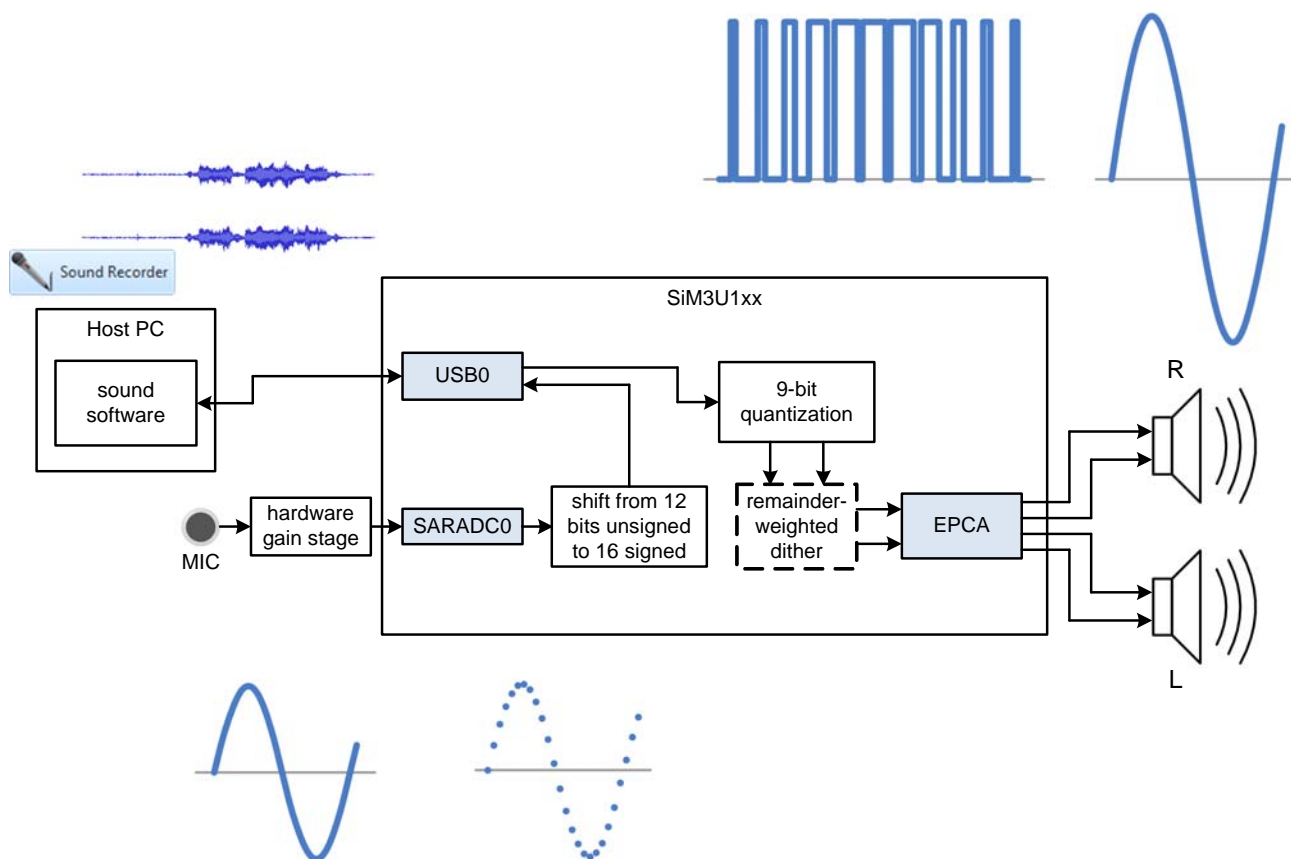 Sound Recorder
SiM3U1xx
Host PC
sound
software
USB0
9-bit
quantization
R
MIC
hardware
gain stage
SARADC0
shift from 12
bits unsigned
to 16 signed
remainder-
weighted
dither
EPCA
L